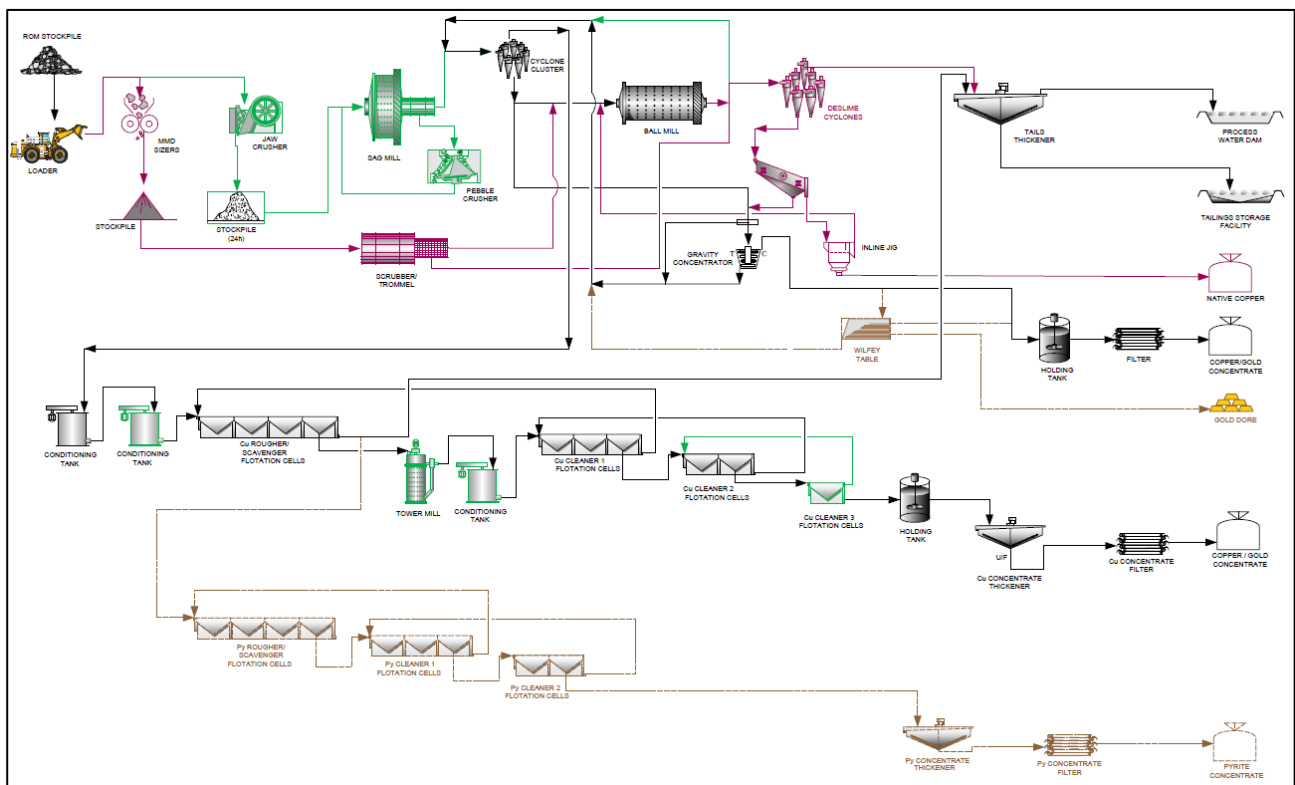 ROM STOCKPILE
LOADER
MMD
SIZERS
STOCKPILE
JAW
CRUSHER
STOCKPILE
(24h)
SAG MILL
PEBBLE
CRUSHER
SCRUBBER/
TROMMEL
CYCLONE
CLUSTER
BALL MILL
DESLIME
CYCLONES
GRAVITY
CONCENTRATOR
T
C
INLINE JIG
TAILS
THICKENER
PROCESS
WATER DAM
TAILINGS STORAGE
FACILITY
NATIVE COPPER
WILFEY
TABLE
HOLDING
TANK
FILTER
COPPER/GOLD
CONCENTRATE
GOLD DORE
CONDITIONING
TANK
CONDITIONING
TANK
Cu ROUGHER/
SCAVENGER
FLOTATION CELLS
TOWER MILL
CONDITIONING
TANK
Cu CLEANER 1
FLOTATION CELLS
Cu CLEANER 2
FLOTATION CELLS
Cu CLEANER 3
FLOTATION CELLS
HOLDING
TANK
U/F
Cu CONCENTRATE
THICKENER
Cu CONCENTRATE
FILTER
COPPER / GOLD
CONCENTRATE
Py ROUGHER/
SCAVENGER
FLOTATION CELLS
Py CLEANER 1
FLOTATION CELLS
Py CLEANER 2
FLOTATION CELLS
Py CONCENTRATE
THICKENER
Py CONCENTRATE
FILTER
PYRITE
CONCENTRATE